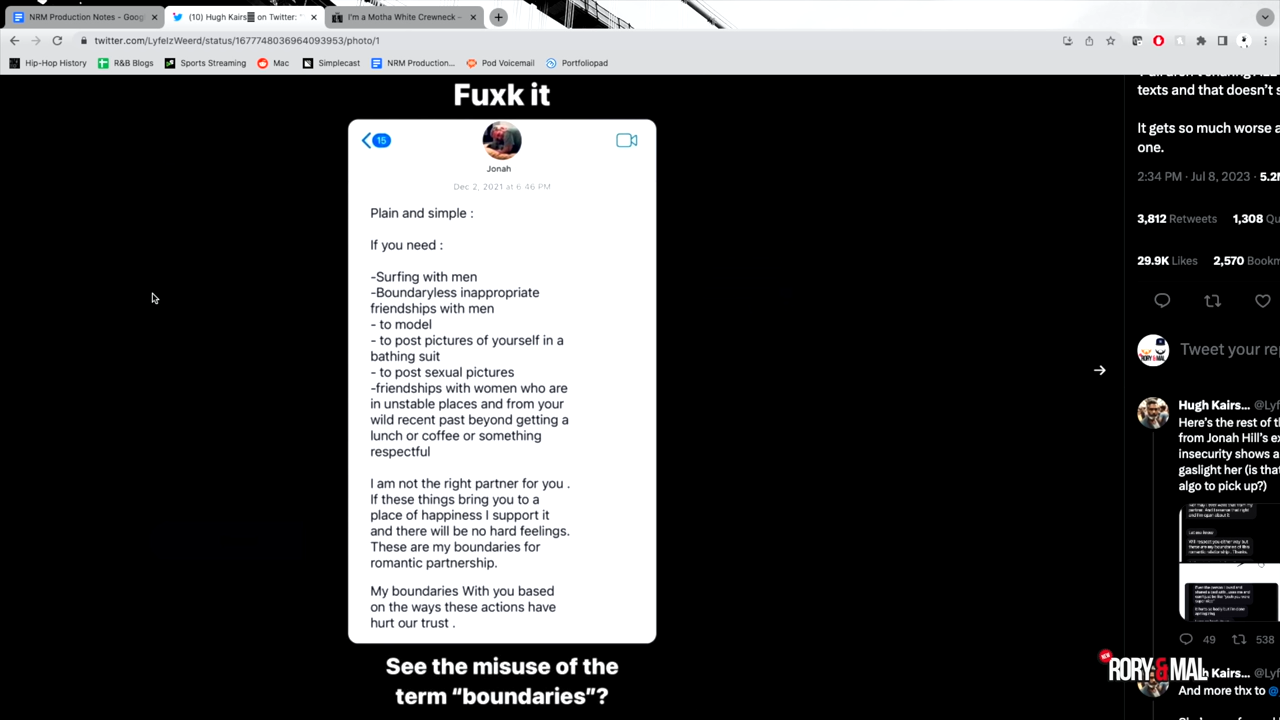 NRM Production Notes - Goog
(10) Hugh Kairs on Twitter: "
I'm a Motha White Crewneck –
twitter.com/LyfeIzWeerd/status/1677748036964093953/photo/1
Hip-Hop History
R&B Blogs
Sports Streaming
Mac
Simplecast
NRM Production...
Pod Voicemail
Portfoliopad
Fuxk it
15
Jonah
Dec 2, 2021 at 6:46 PM
Plain and simple :
If you need :
-Surfing with men
-Boundaryless inappropriate
friendships with men
- to model
- to post pictures of yourself in a
bathing suit
- to post sexual pictures
-friendships with women who are
in unstable places and from your
wild recent past beyond getting a
lunch or coffee or something
respectful
I am not the right partner for you .
If these things bring you to a
place of happiness I support it
and there will be no hard feelings.
These are my boundaries for
romantic partnership.
My boundaries With you based
on the ways these actions have
hurt our trust .
See the misuse of the
term “boundaries”?
texts and that doesn't s
It gets so much worse a
one.
2:34 PM · Jul 8, 2023 · 5.2M
3,812 Retweets 1,308 Qu
29.9K Likes 2,570 Bookm
Tweet your rep
Hugh Kairs... @Lyf
Here's the rest of th
from Jonah Hill's ex
insecurity shows a
gaslight her (is that
algo to pick up?)
49 538
NEW
RORY & MAL
h Kairs... @Lyf
And more thx to @